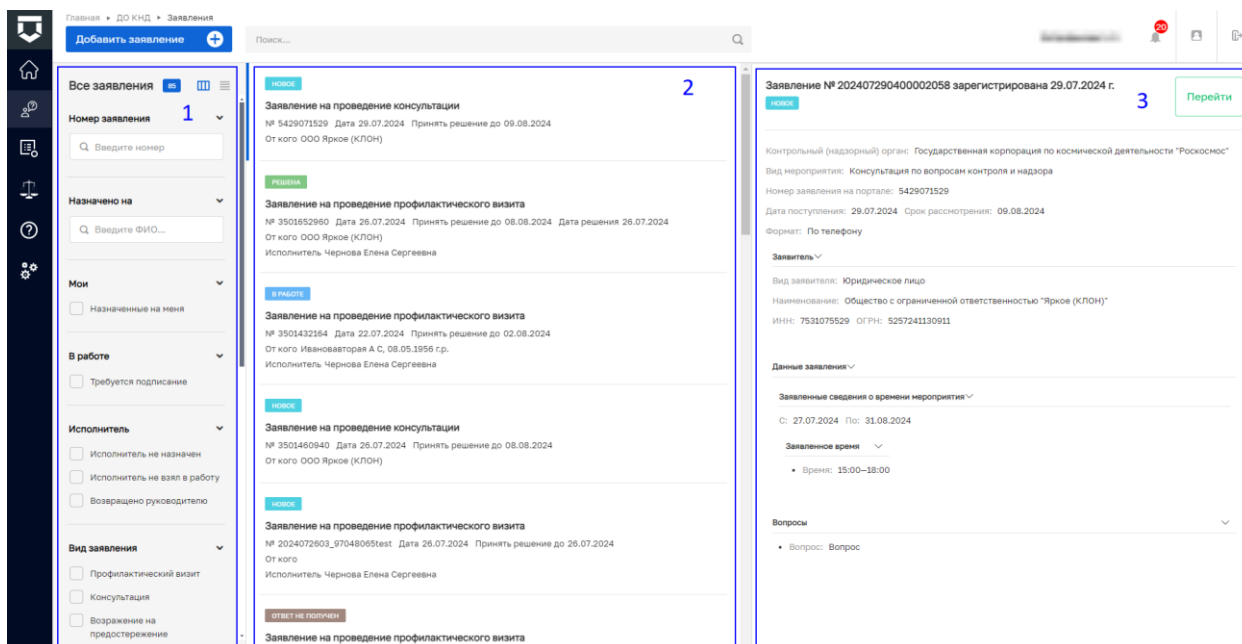 Главная ▸ ДО КНД ▸ Заявления
Добавить заявление
Поиск...
20
Все заявления 85
1
Номер заявления
Введите номер
Назначено на
Введите ФИО...
Мои
Назначенные на меня
В работе
Требуется подписание
Исполнитель
Исполнитель не назначен
Исполнитель не взял в работу
Возвращено руководителю
Вид заявления
Профилактический визит
Консультация
Возражение на
предостережение
2
НОВОЕ
Заявление на проведение консультации
№ 5429071529 Дата 29.07.2024 Принять решение до 09.08.2024
От кого ООО Яркое (КЛОН)
РЕШЕНА
Заявление на проведение профилактического визита
№ 3501652960 Дата 26.07.2024 Принять решение до 08.08.2024 Дата решения 26.07.2024
От кого ООО Яркое (КЛОН)
Исполнитель Чернова Елена Сергеевна
В РАБОТЕ
Заявление на проведение профилактического визита
№ 3501432164 Дата 22.07.2024 Принять решение до 02.08.2024
От кого Ивановавторая А С, 08.05.1956 г.р.
Исполнитель Чернова Елена Сергеевна
НОВОЕ
Заявление на проведение консультации
№ 3501460940 Дата 26.07.2024 Принять решение до 08.08.2024
От кого ООО Яркое (КЛОН)
НОВОЕ
Заявление на проведение профилактического визита
№ 2024072603_97048065test Дата 26.07.2024 Принять решение до 26.07.2024
От кого
Исполнитель Чернова Елена Сергеевна
ОТВЕТ НЕ ПОЛУЧЕН
Заявление на проведение профилактического визита
Заявление № 202407290400002058 зарегистрирована 29.07.2024 г.
НОВОЕ
3
Перейти
Контрольный (надзорный) орган: Государственная корпорация по космической деятельности "Роскосмос"
Вид мероприятия: Консультация по вопросам контроля и надзора
Номер заявления на портале: 5429071529
Дата поступления: 29.07.2024 Срок рассмотрения: 09.08.2024
Формат: По телефону
Заявитель
Вид заявителя: Юридическое лицо
Наименование: Общество с ограниченной ответственностью "Яркое (КЛОН)"
ИНН: 7531075529 ОГРН: 5257241130911
Данные заявления
Заявленные сведения о времени мероприятия
С: 27.07.2024 По: 31.08.2024
Заявленное время
• Время: 15:00—18:00
Вопросы
• Вопрос: Вопрос